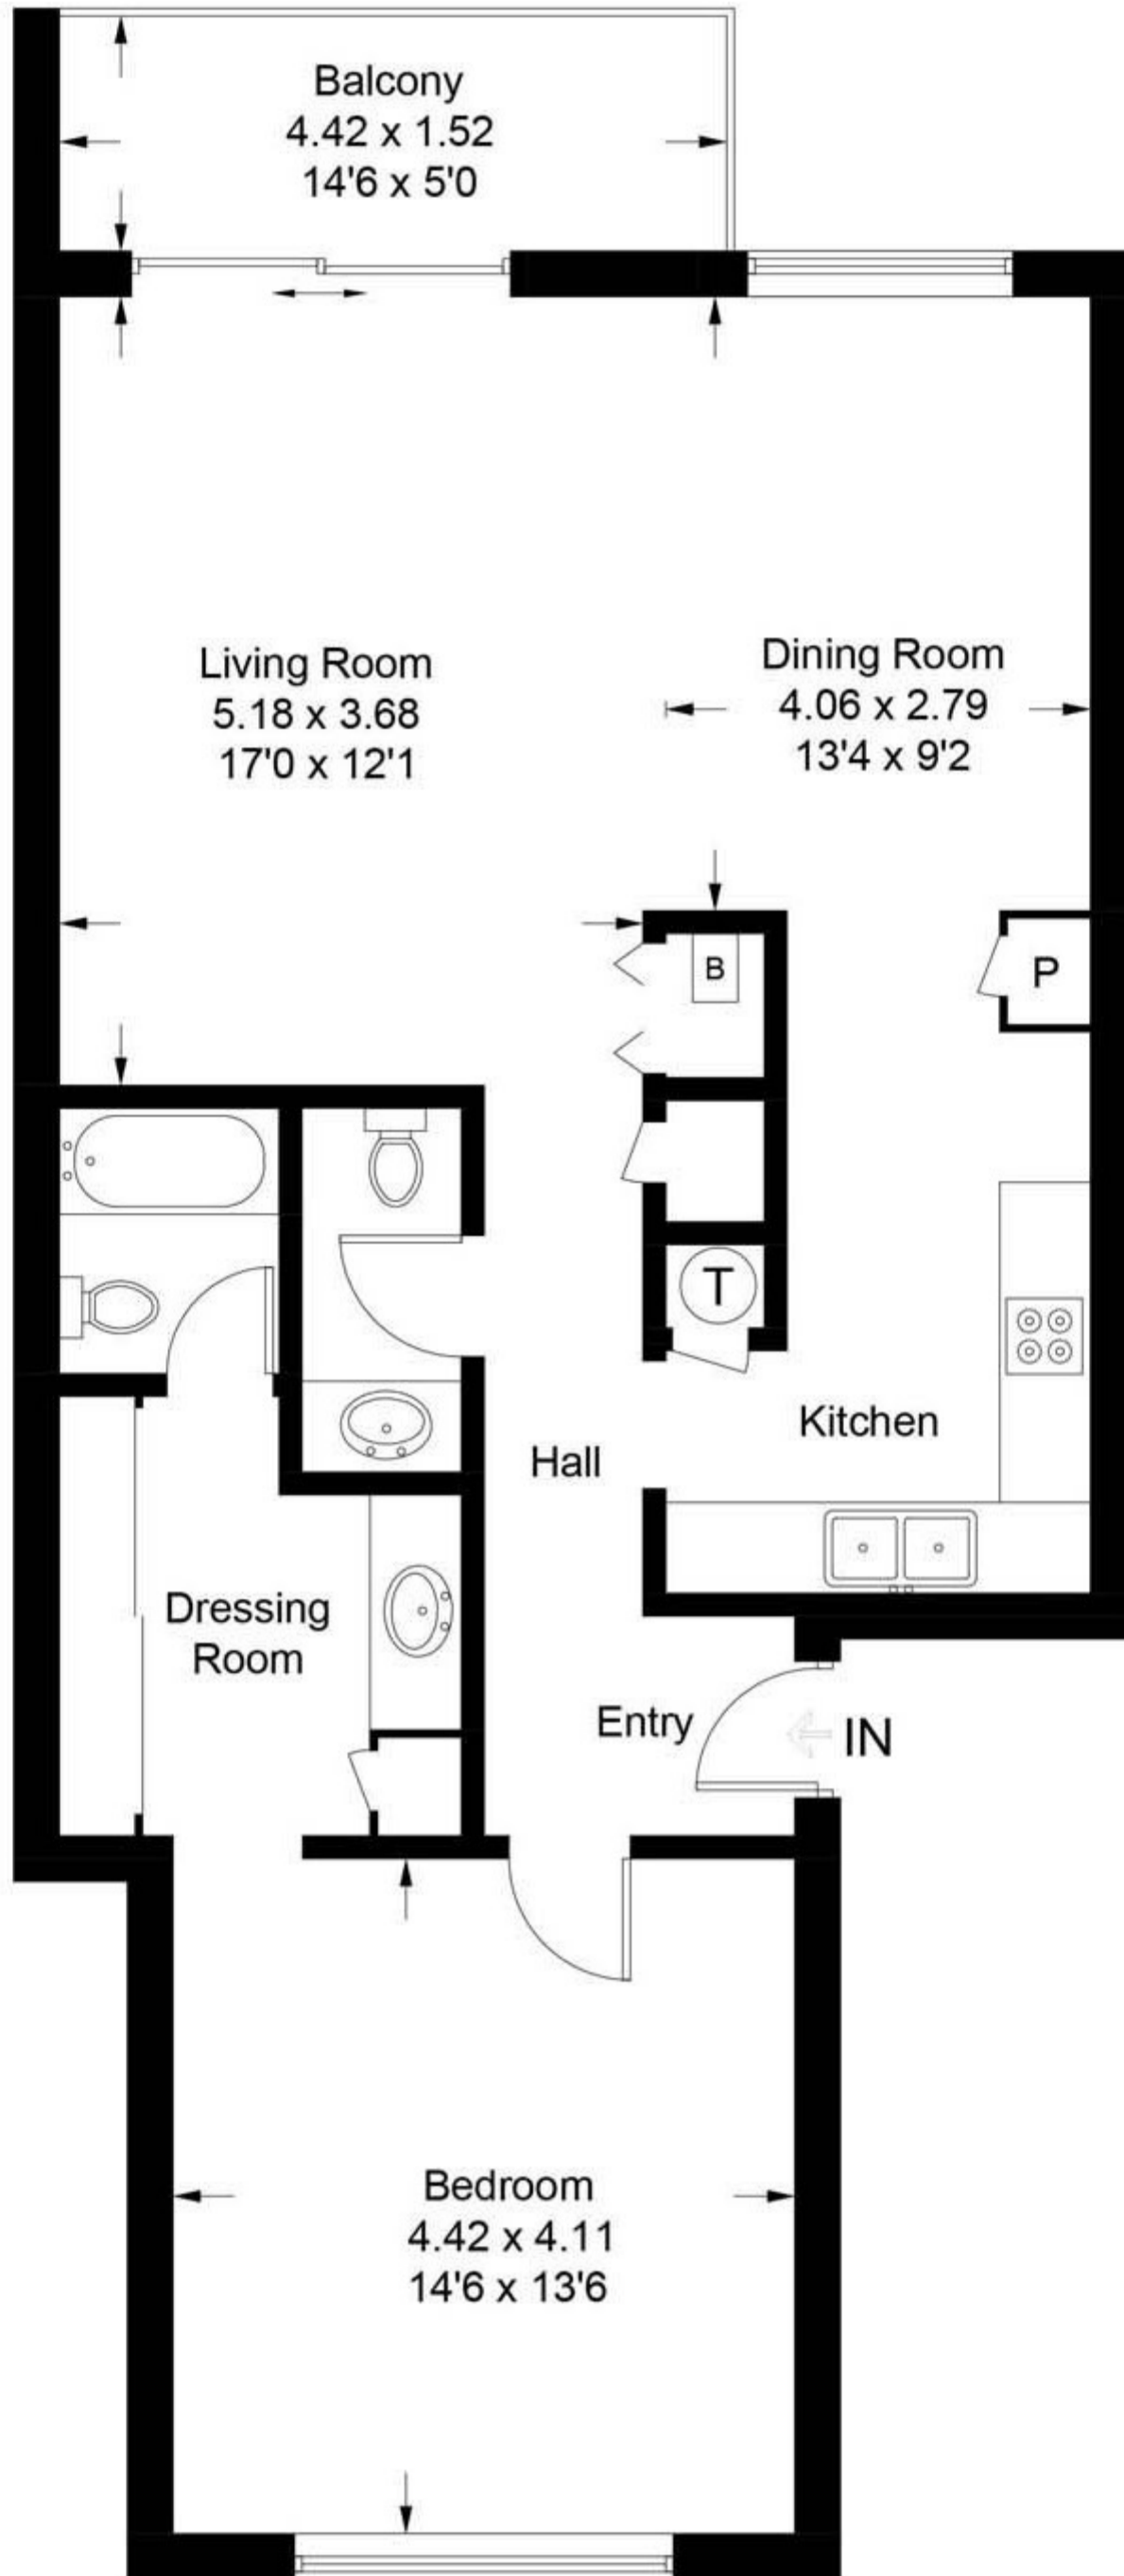 Balcony
4.42 x 1.52
14'6 x 5'0
Living Room
5.18 x 3.68
17'0 x 12'1
Dining Room
4.06 x 2.79
13'4 x 9'2
B
P
T
Kitchen
Hall
Dressing
Room
Entry
IN
Bedroom
4.42 x 4.11
14'6 x 13'6